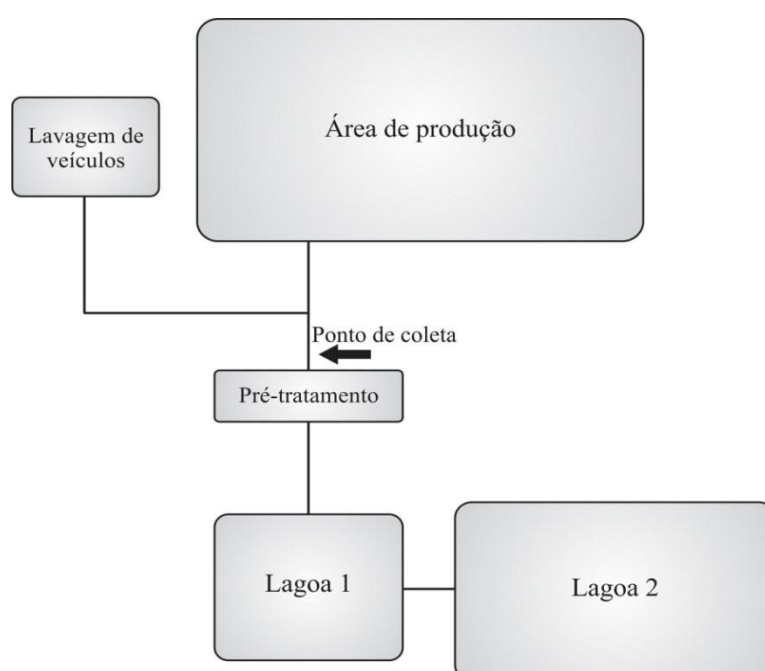 Área de produção
Lavagem de
veículos
Ponto de coleta
Pré-tratamento
Lagoa 1
Lagoa 2